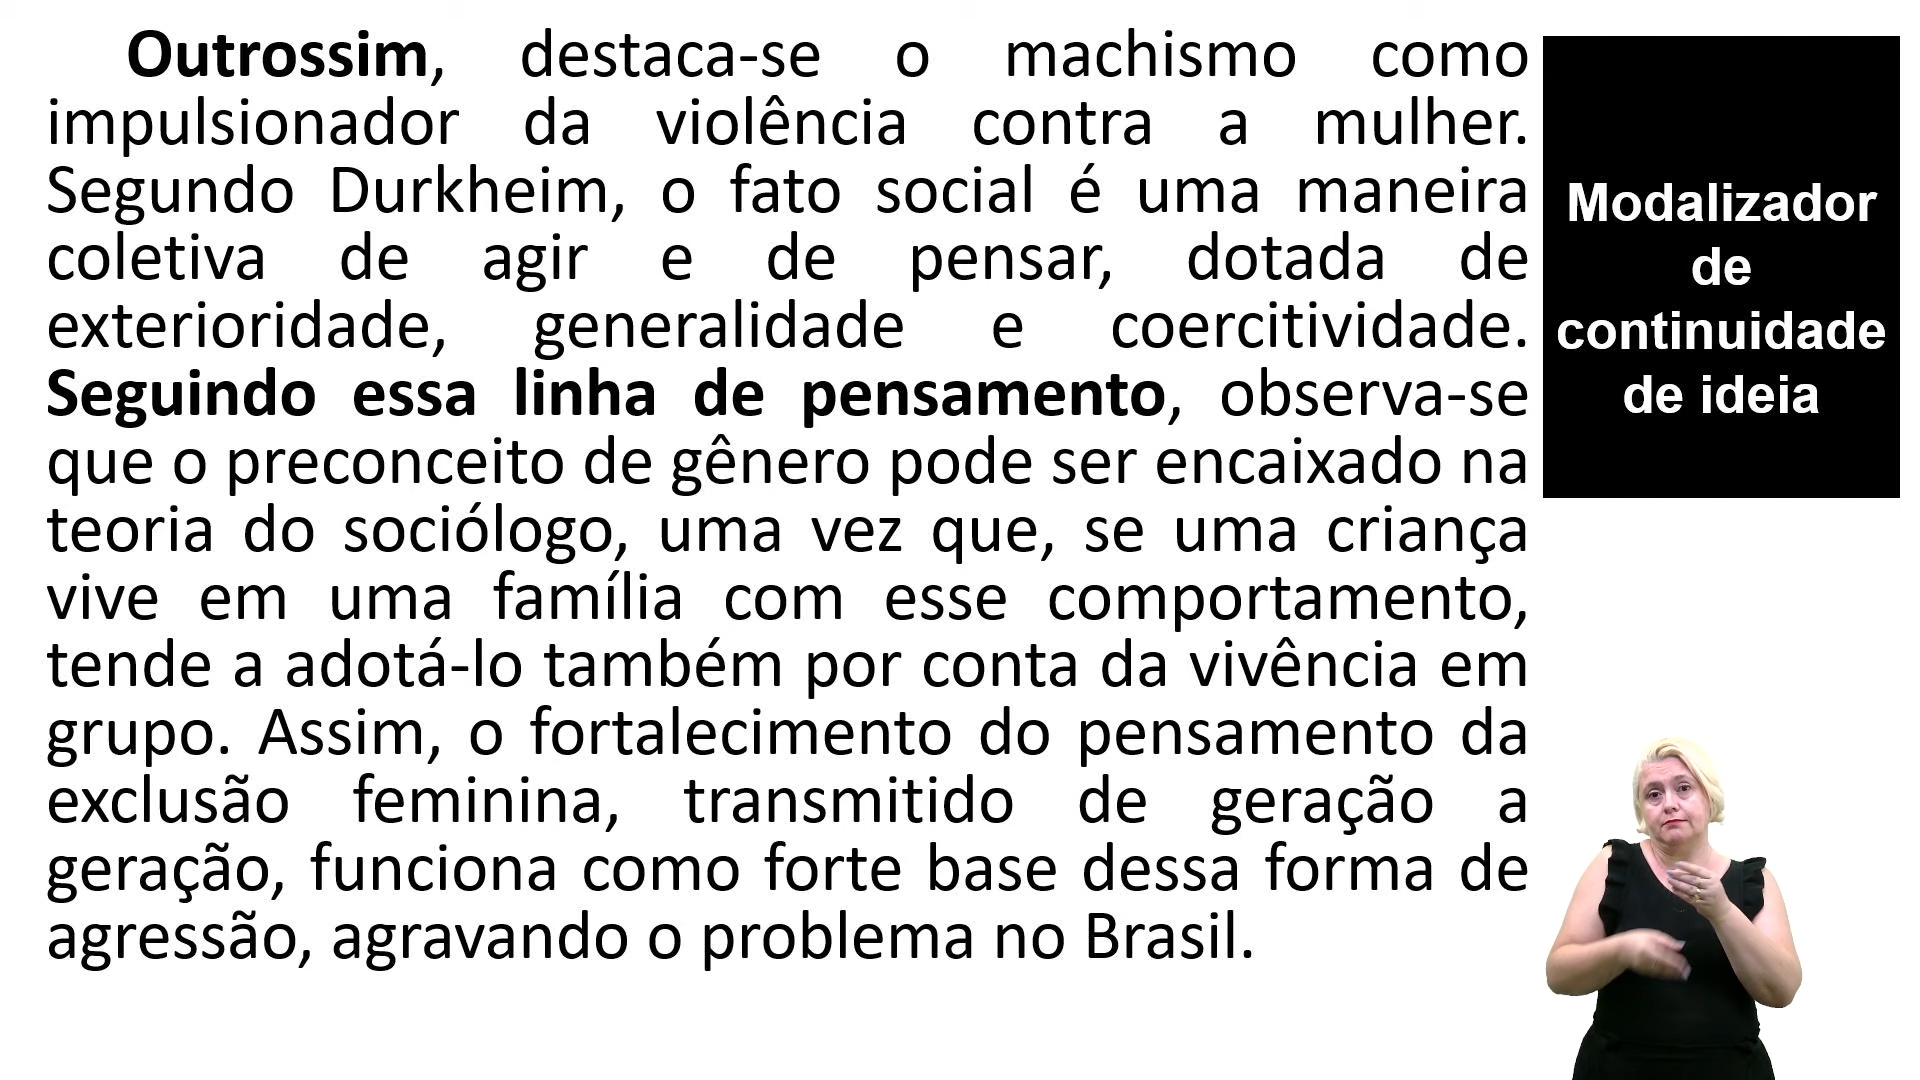 Outrossim, destaca-se o machismo como
impulsionador da violência contra a mulher.
Segundo Durkheim, o fato social é uma maneira
coletiva de agir e de pensar, dotada de
exterioridade, generalidade e coercitividade.
Seguindo essa linha de pensamento, observa-se
que o preconceito de gênero pode ser encaixado na
teoria do sociólogo, uma vez que, se uma criança
vive em uma família com esse comportamento,
tende a adotá-lo também por conta da vivência em
grupo. Assim, o fortalecimento do pensamento da
exclusão feminina, transmitido de geração a
geração, funciona como forte base dessa forma de
agressão, agravando o problema no Brasil.
Modalizador
de
continuidade
de ideia